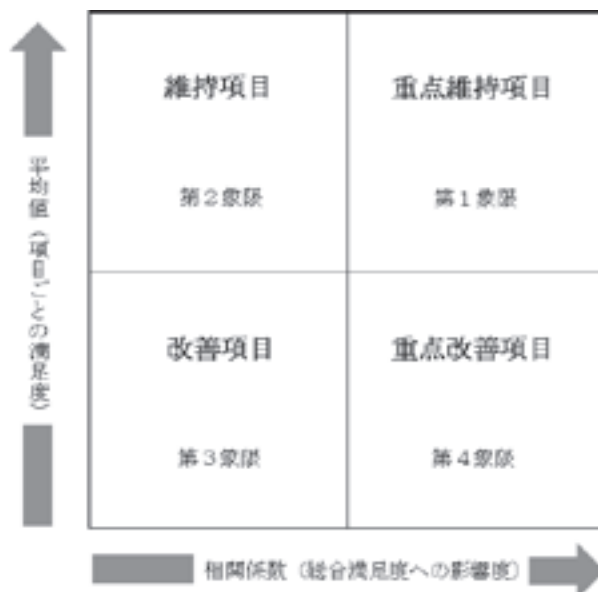 維持項目
重点維持項目
第2象限
第1象限
平均値（項目ごとの満足度）
改善項目
重点改善項目
第3象限
第4象限
相関係数（総合満足度への影響度）